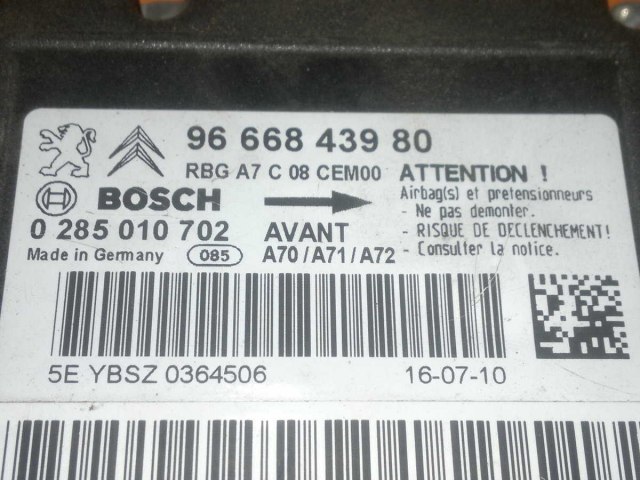 96 668 439 80
RBG A7 C 08 CEM00
ATTENTION !
BOSCH
Airbag(s) et pretensionneurs
- Ne pas demonter.
0 285 010 702
AVANT
- RISQUE DE DECLENCHEMENT!
Made in Germany
085
A70/A71/A72
- Consulter la notice.
5E YBSZ 0364506
16-07-10